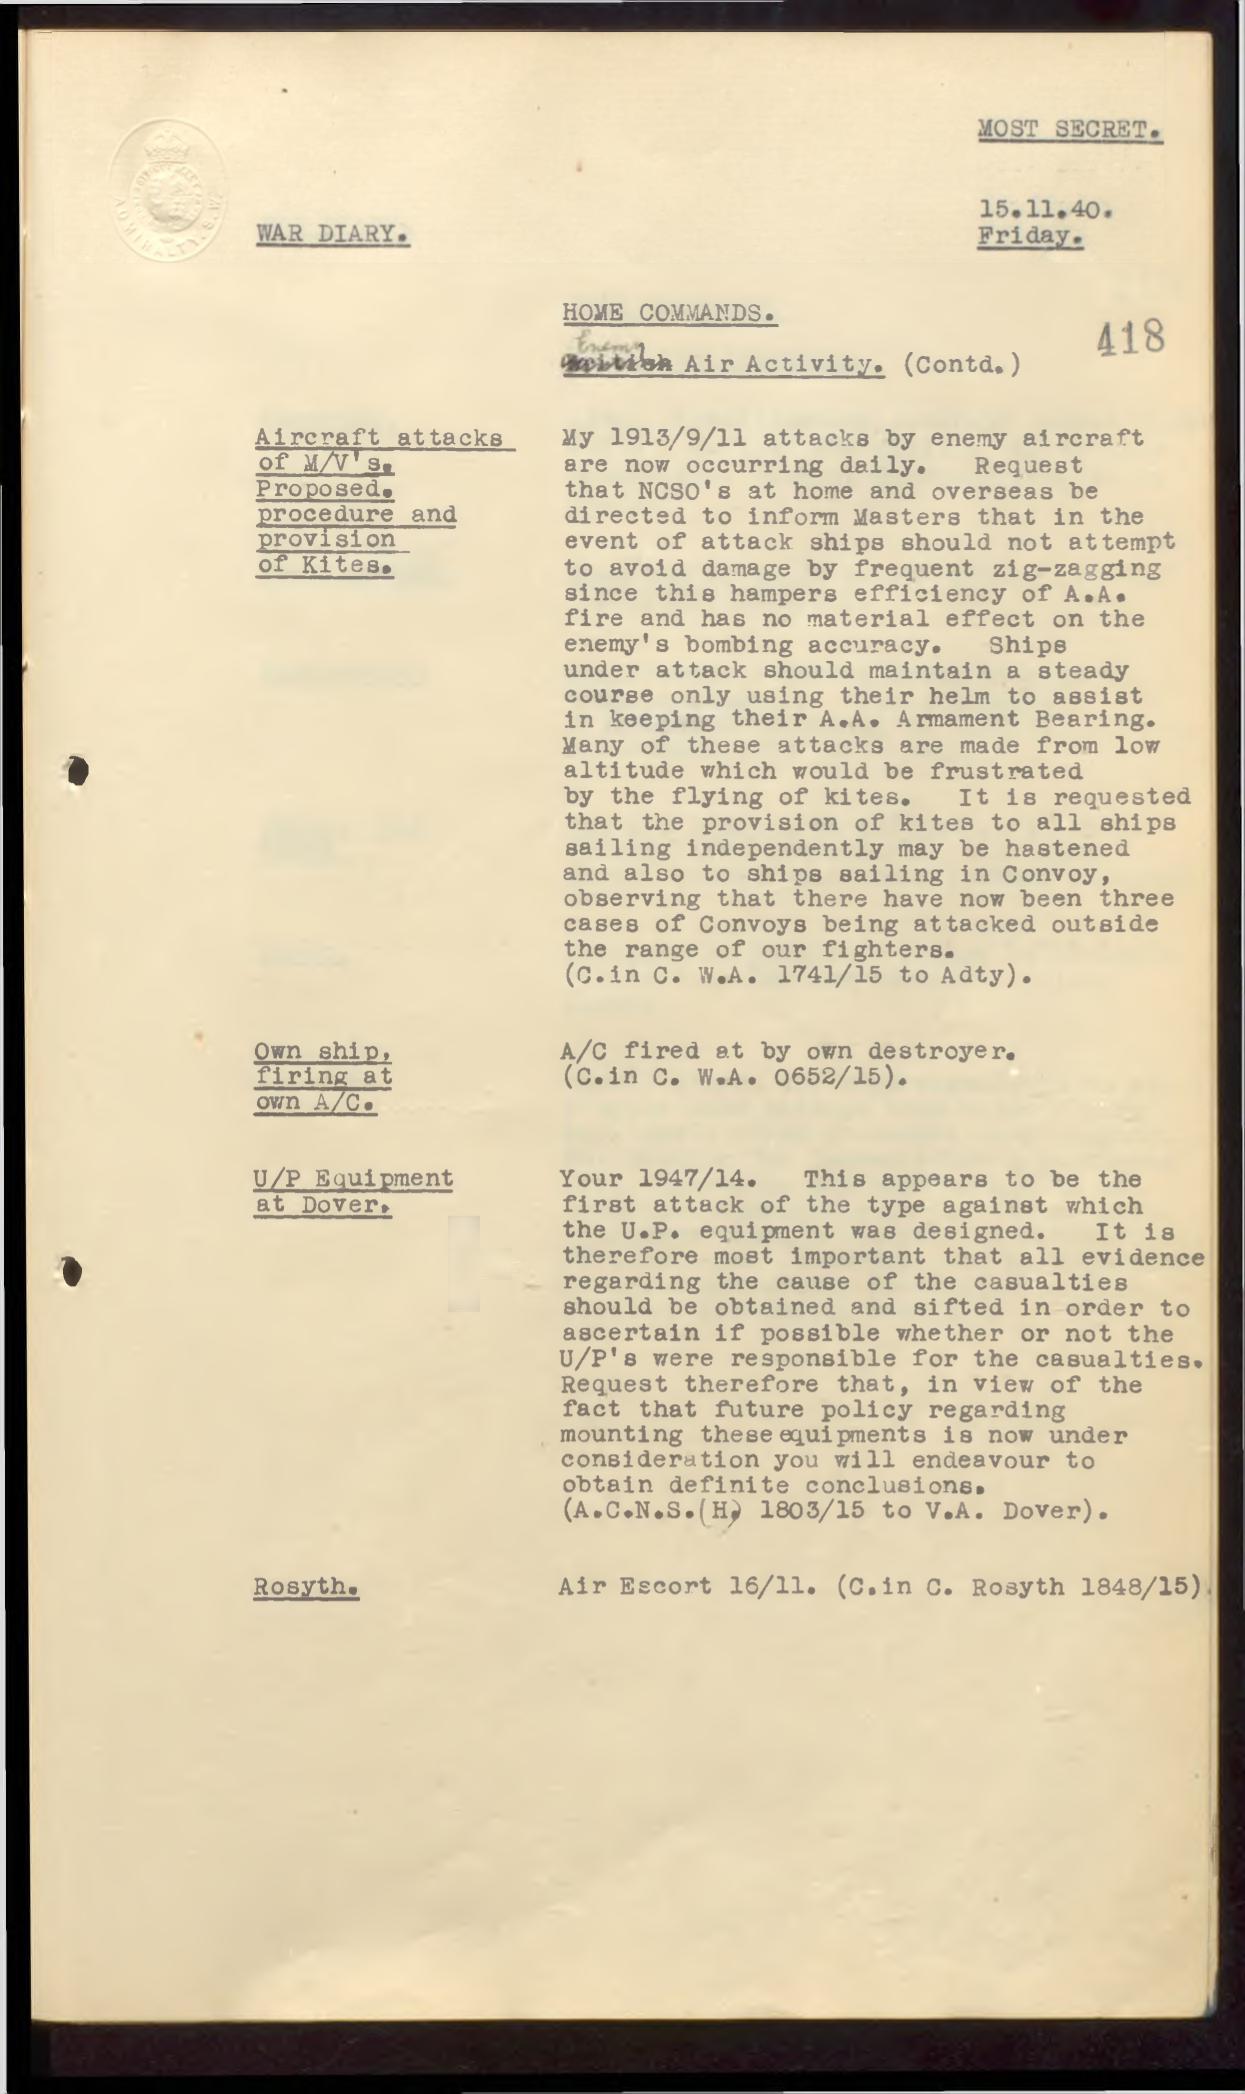 MOST SECRET.
15.11.40.
Friday.
WAR DIARY.
HOME COMMANDS.
418
Enemy
British Air Activity. (Contd.)
Aircraft attacks
of M/V's.
Proposed.
procedure and
provision
of Kites.
My 1913/9/11 attacks by enemy aircraft
are now occurring daily. Request
that NCSO's at home and overseas be
directed to inform Masters that in the
event of attack ships should not attempt
to avoid damage by frequent zig-zagging
since this hampers efficiency of A.A.
fire and has no material effect on the
enemy's bombing accuracy. Ships
under attack should maintain a steady
course only using their helm to assist
in keeping their A.A. Armament Bearing.
Many of these attacks are made from low
altitude which would be frustrated
by the flying of kites. It is requested
that the provision of kites to all ships
sailing independently may be hastened
and also to ships sailing in Convoy,
observing that there have now been three
cases of Convoys being attacked outside
the range of our fighters.
(C.in C. W.A. 1741/15 to Adty).
Own ship,
firing at
own A/C.
A/C fired at by own destroyer.
(C.in C. W.A. 0652/15).
U/P Equipment
at Dover.
Your 1947/14. This appears to be the
first attack of the type against which
the U.P. equipment was designed. It is
therefore most important that all evidence
regarding the cause of the casualties
should be obtained and sifted in order to
ascertain if possible whether or not the
U/P's were responsible for the casualties.
Request therefore that, in view of the
fact that future policy regarding
mounting these equipments is now under
consideration you will endeavour to
obtain definite conclusions.
(A.C.N.S.(H) 1803/15 to V.A. Dover).
Rosyth.
Air Escort 16/11. (C.in C. Rosyth 1848/15).